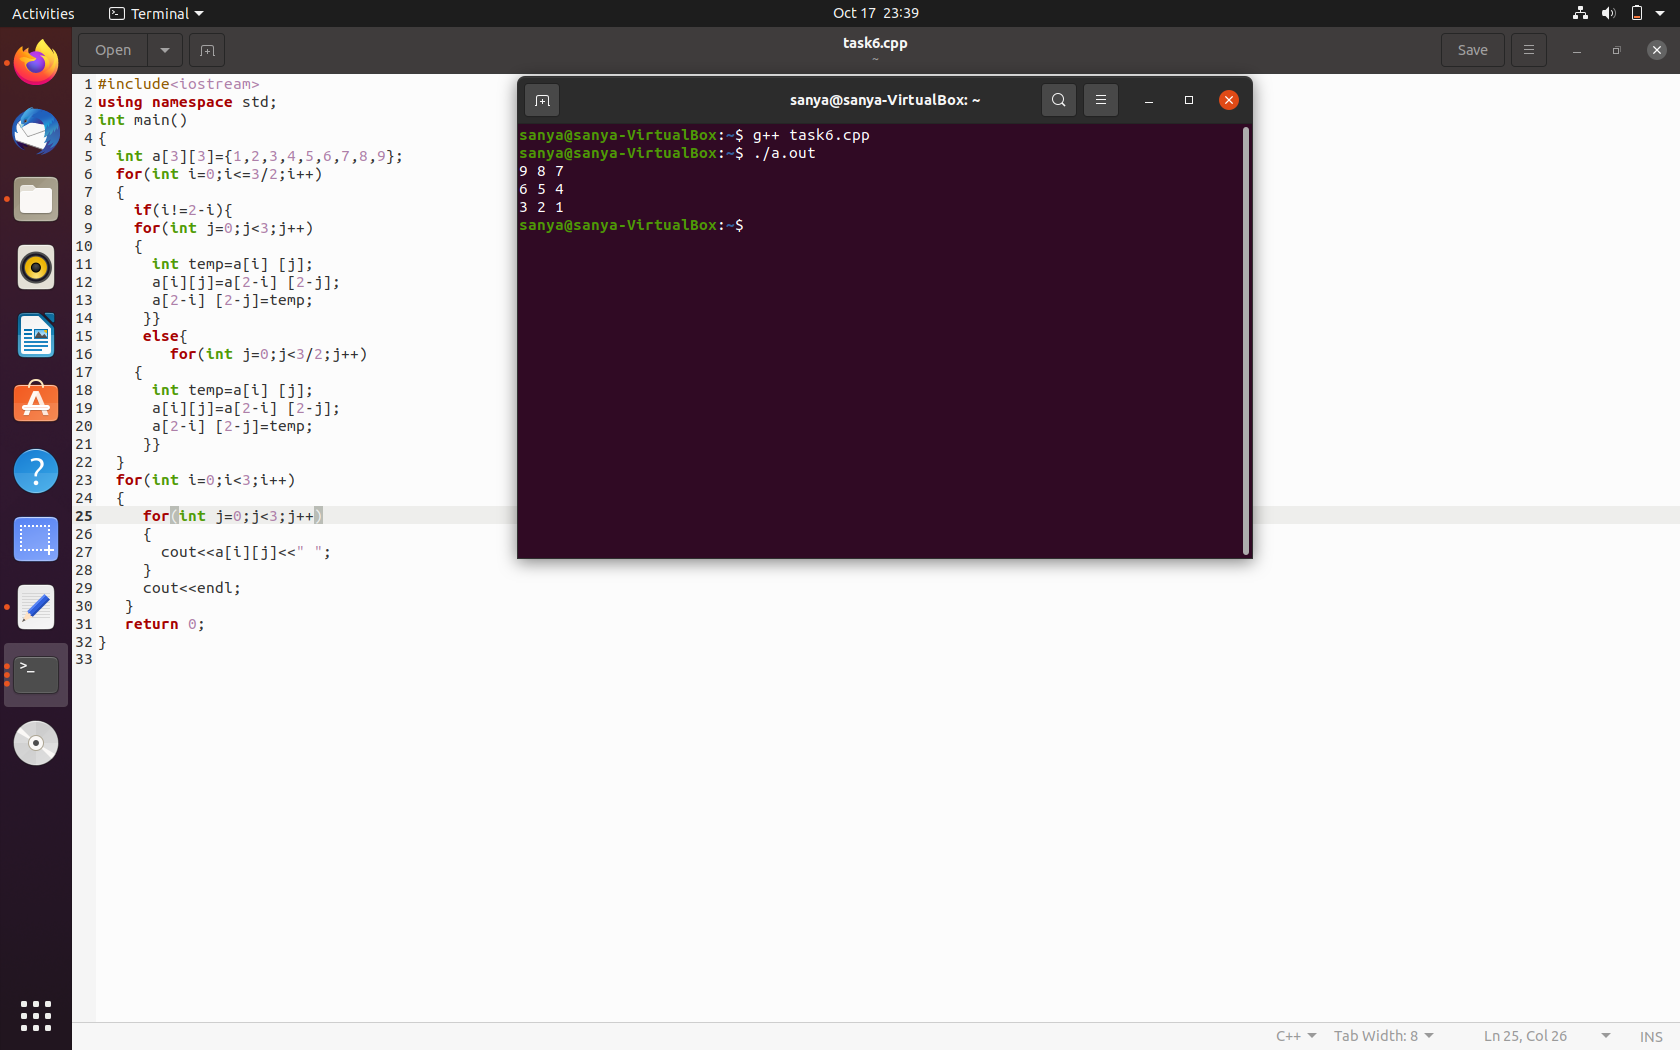 Activities Terminal Oct 17 23:39
Open task6.cpp Save
~
1 #include<iostream>
2 using namespace std;
3 int main()
4 {
5   int a[3][3]={1,2,3,4,5,6,7,8,9};
6   for(int i=0;i<=3/2;i++)
7   {
8     if(i!=2-i){
9     for(int j=0;j<3;j++)
10     {
11       int temp=a[i] [j];
12       a[i][j]=a[2-i] [2-j];
13       a[2-i] [2-j]=temp;
14      }}
15      else{
16         for(int j=0;j<3/2;j++)
17     {
18       int temp=a[i] [j];
19       a[i][j]=a[2-i] [2-j];
20       a[2-i] [2-j]=temp;
21      }}
22   }
23   for(int i=0;i<3;i++)
24   {
25      for(int j=0;j<3;j++)
26      {
27        cout<<a[i][j]<<" ";
28      }
29      cout<<endl;
30    }
31    return 0;
32 }
33
sanya@sanya-VirtualBox: ~
sanya@sanya-VirtualBox:~$ g++ task6.cpp
sanya@sanya-VirtualBox:~$ ./a.out
9 8 7
6 5 4
3 2 1
sanya@sanya-VirtualBox:~$
C++ Tab Width: 8 Ln 25, Col 26 INS